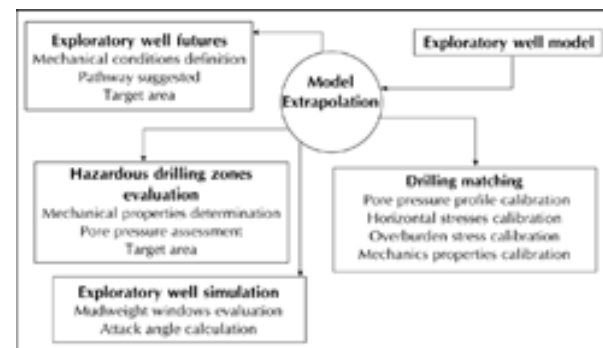 Exploratory well futures
Mechanical conditions definition
Pathway suggested
Target area
Exploratory well model
Model
Extrapolation
Hazardous drilling zones
evaluation
Mechanical properties determination
Pore pressure assessment
Target area
Drilling matching
Pore pressure profile calibration
Horizontal stresses calibration
Overburden stress calibration
Mechanics properties calibration
Exploratory well simulation
Mudweight windows evaluation
Attack angle calculation